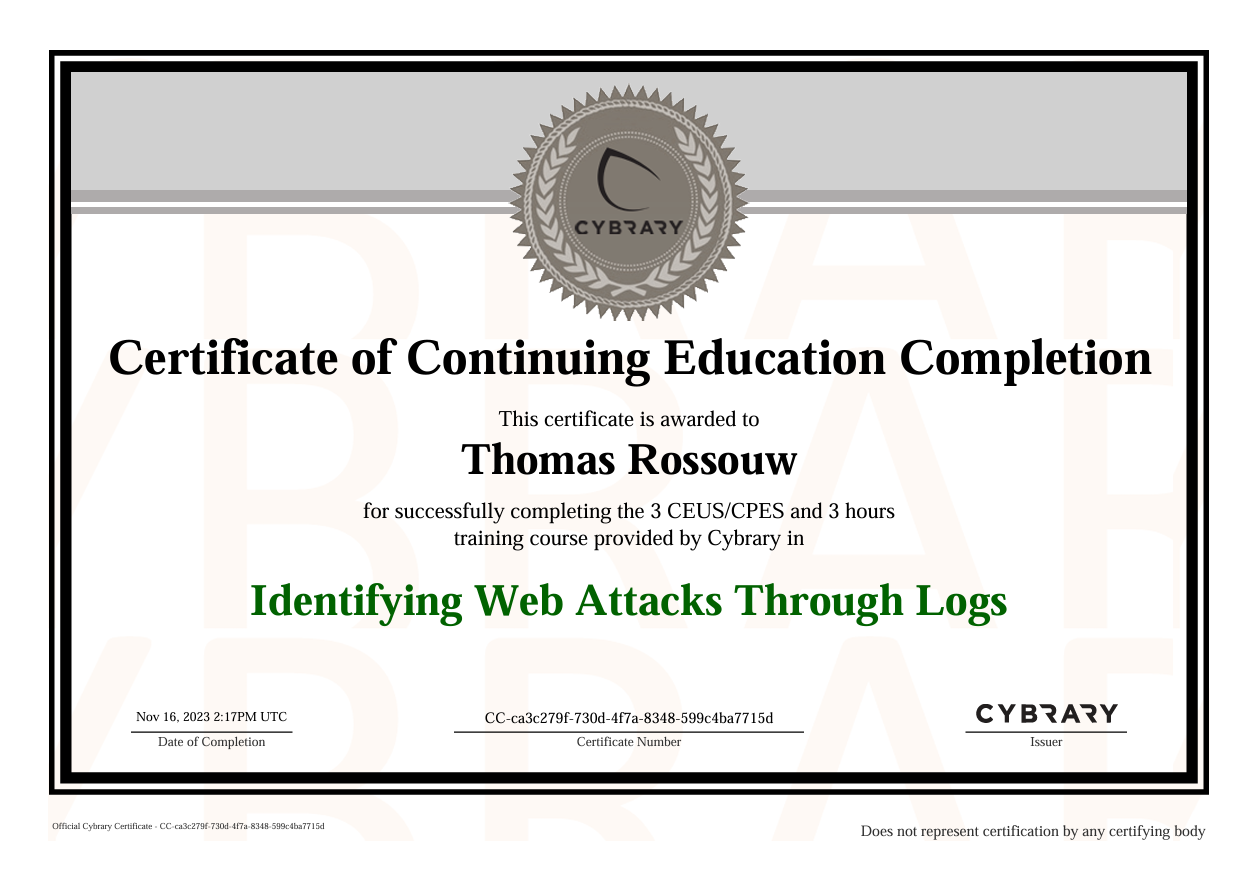 CYBRARY
Certificate of Continuing Education Completion
This certificate is awarded to
Thomas Rossouw
for successfully completing the 3 CEUS/CPES and 3 hours
training course provided by Cybrary in
Identifying Web Attacks Through Logs
Nov 16, 2023 2:17PM UTC
CC-ca3c279f-730d-4f7a-8348-599c4ba7715d
CYBRARY
Date of Completion
Certificate Number
Issuer
Official Cybrary Certificate - CC-ca3c279f-730d-4f7a-8348-599c4ba7715d
Does not represent certification by any certifying body